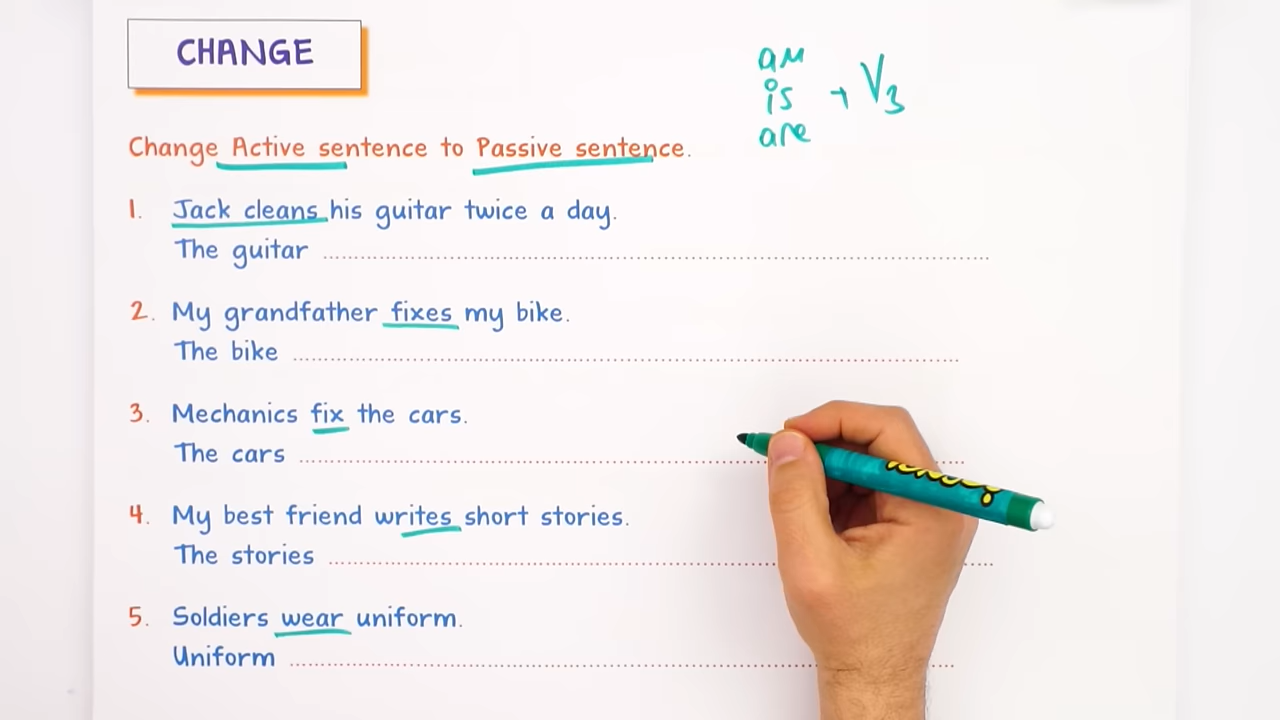 CHANGE
am
is + V3
are
Change Active sentence to Passive sentence.
1. Jack cleans his guitar twice a day.
The guitar ..........
2. My grandfather fixes my bike.
The bike ..........
3. Mechanics fix the cars.
The cars ..........
4. My best friend writes short stories.
The stories ..........
5. Soldiers wear uniform.
Uniform ..........